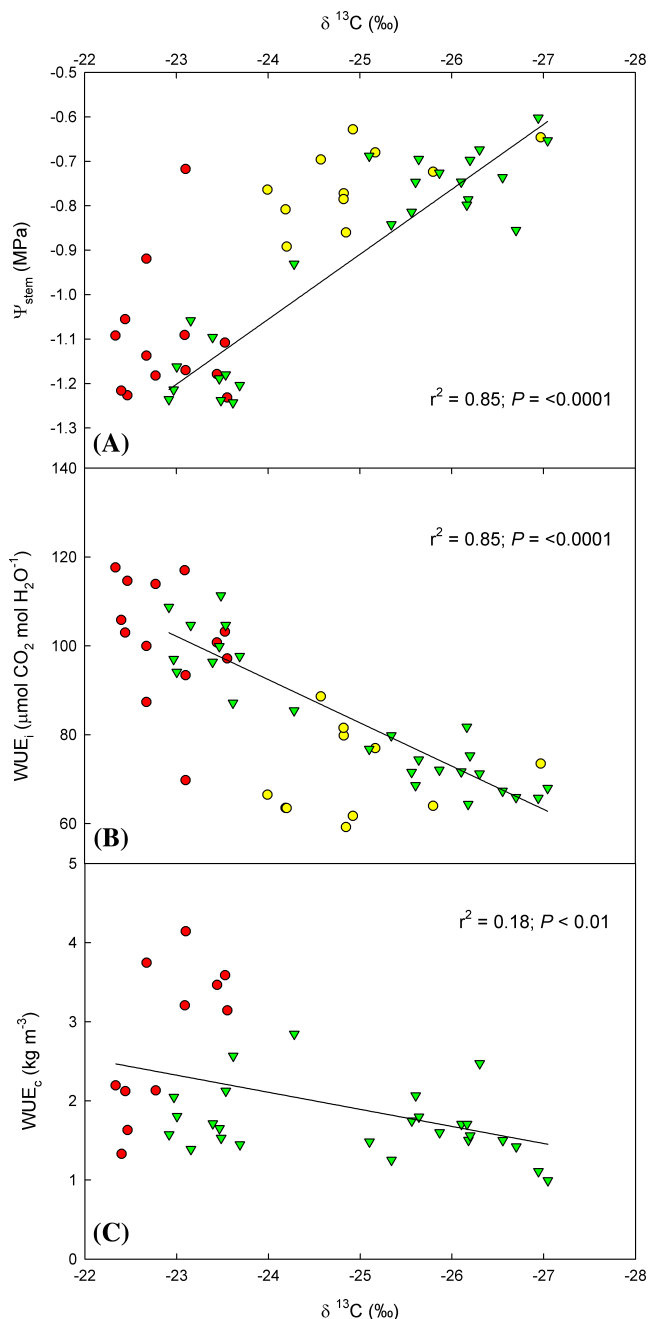 δ ¹³C (‰)
-22 -23 -24 -25 -26 -27 -28
-0.5
-0.6
-0.7
-0.8
-0.9
-1.0
-1.1
-1.2
-1.3
Ψstem (MPa)
r² = 0.85; P = <0.0001
(A)
140
120
100
80
60
WUEi (μmol CO₂ mol H₂O⁻¹)
r² = 0.85; P = <0.0001
(B)
5
4
3
2
1
0
WUEc (kg m⁻³)
r² = 0.18; P < 0.01
(C)
-22 -23 -24 -25 -26 -27 -28
δ ¹³C (‰)